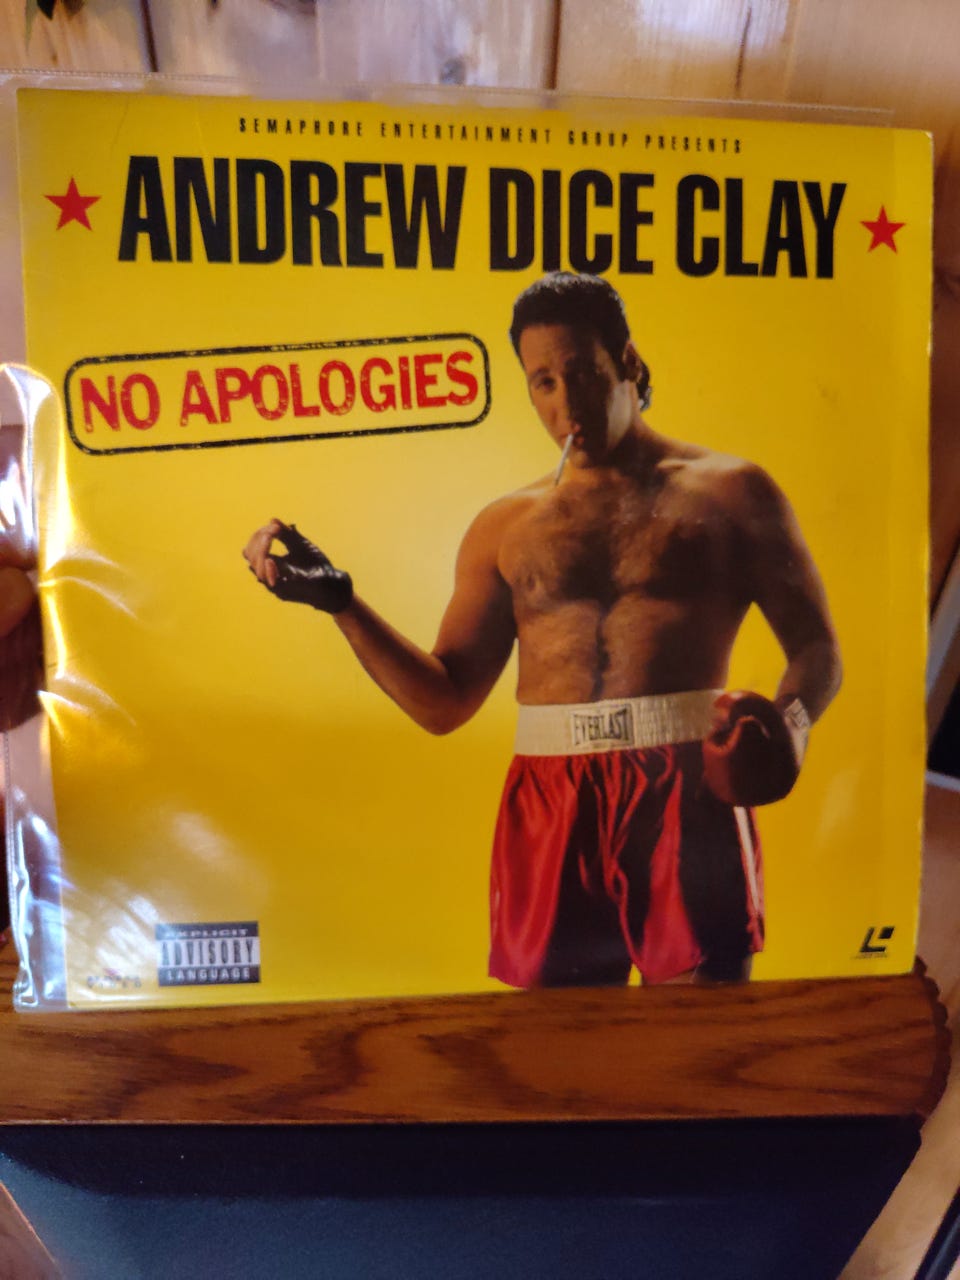 SEMAPHORE ENTERTAINMENT GROUP PRESENTS
ANDREW DICE CLAY
NO APOLOGIES
EVERLAST
EXPLICIT
ADVISORY
LANGUAGE